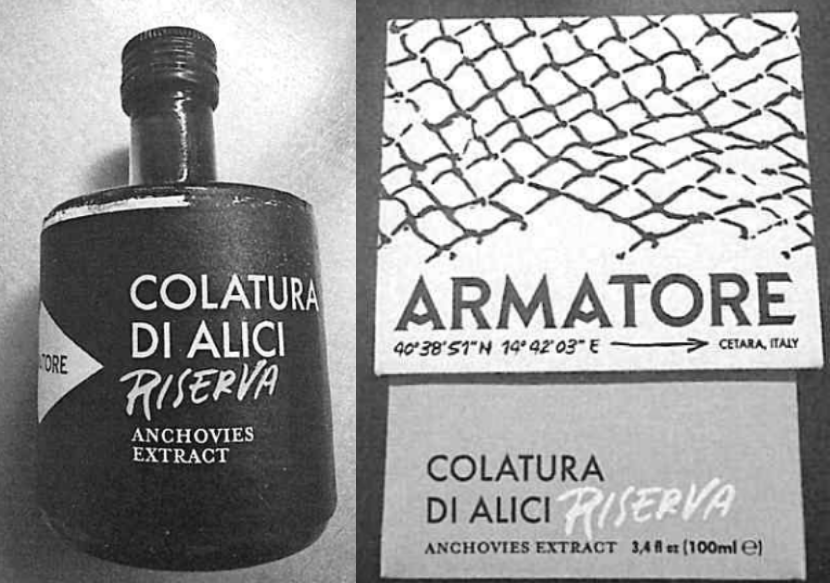 COLATURA
DI ALICI
RISERVA
ANCHOVIES
EXTRACT
TORE
ARMATORE
40°38'51"N 14°42'03"E CETARA, ITALY
COLATURA
DI ALICI RISERVA
ANCHOVIES EXTRACT 3,4 fl oz (100ml ℮)